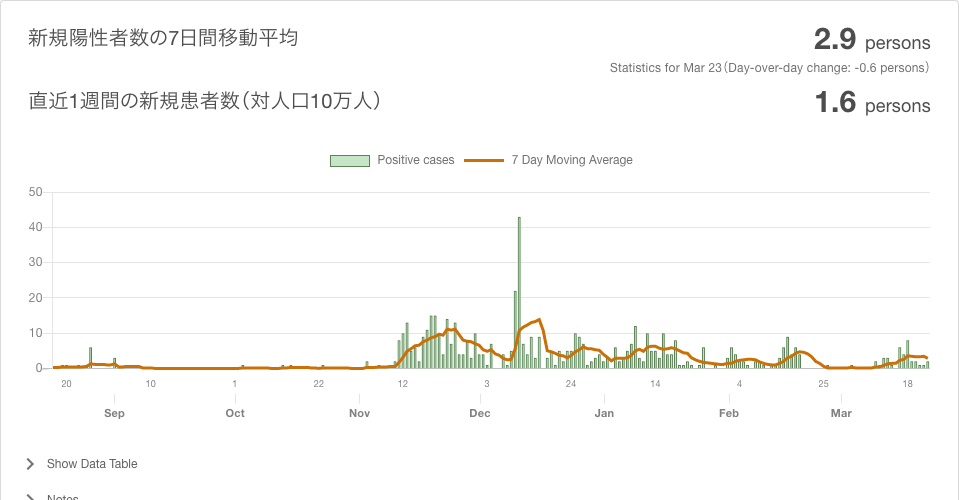 新規陽性者数の7日間移動平均
2.9 persons
Statistics for Mar 23(Day-over-day change: -0.6 persons)
直近1週間の新規患者数(対人口10万人)
1.6 persons
Positive cases 7 Day Moving Average
50
40
30
20
10
0
20 10 1 22 12 3 24 14 4 25 18
Sep Oct Nov Dec Jan Feb Mar
Show Data Table
Notes